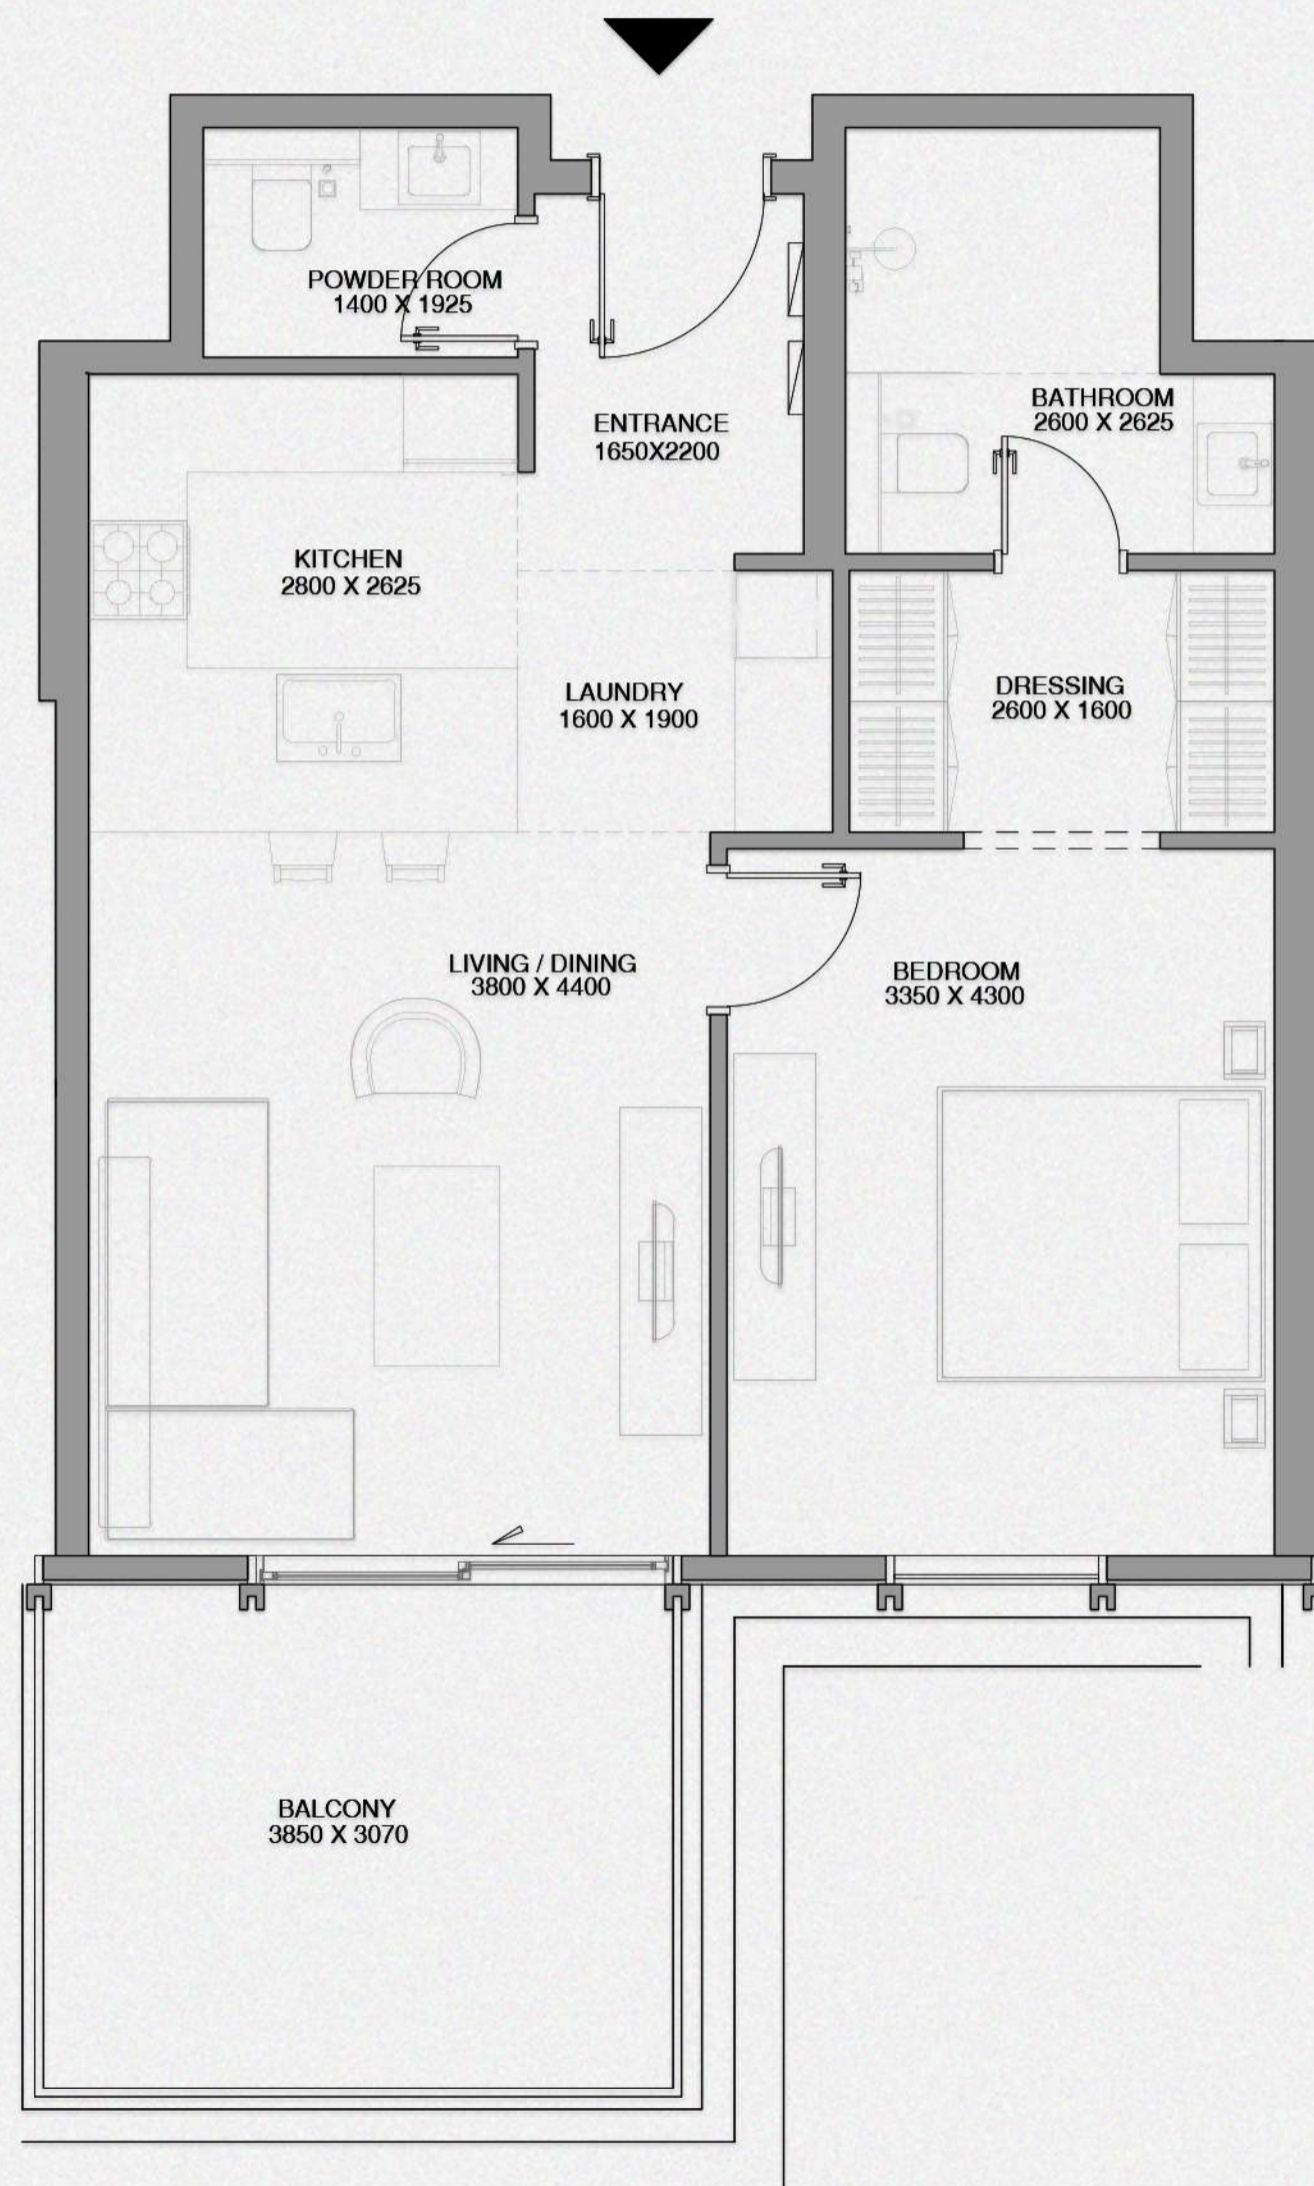 POWDER ROOM
1400 X 1925
ENTRANCE
1650X2200
BATHROOM
2600 X 2625
KITCHEN
2800 X 2625
LAUNDRY
1600 X 1900
DRESSING
2600 X 1600
LIVING / DINING
3800 X 4400
BEDROOM
3350 X 4300
BALCONY
3850 X 3070